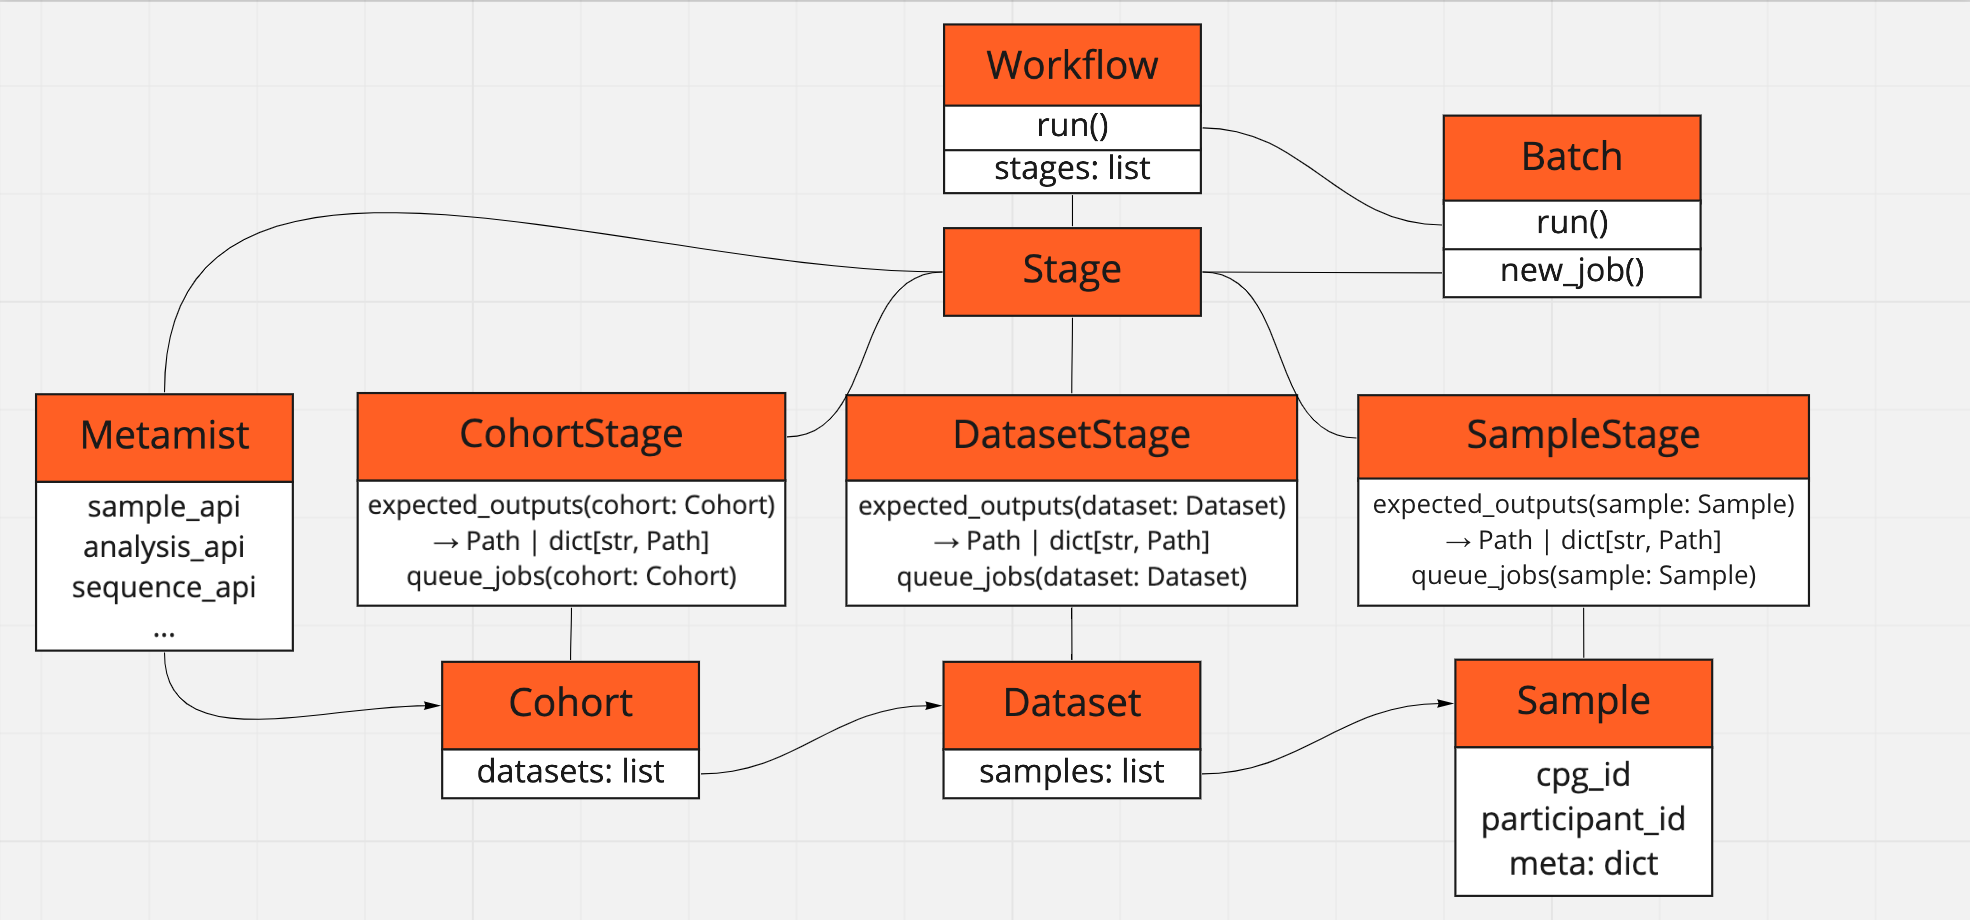 Workflow
run()
stages: list
Batch
run()
new_job()
Stage
Metamist
sample_api
analysis_api
sequence_api
...
CohortStage
expected_outputs(cohort: Cohort)
→ Path | dict[str, Path]
queue_jobs(cohort: Cohort)
DatasetStage
expected_outputs(dataset: Dataset)
→ Path | dict[str, Path]
queue_jobs(dataset: Dataset)
SampleStage
expected_outputs(sample: Sample)
→ Path | dict[str, Path]
queue_jobs(sample: Sample)
Cohort
datasets: list
Dataset
samples: list
Sample
cpg_id
participant_id
meta: dict